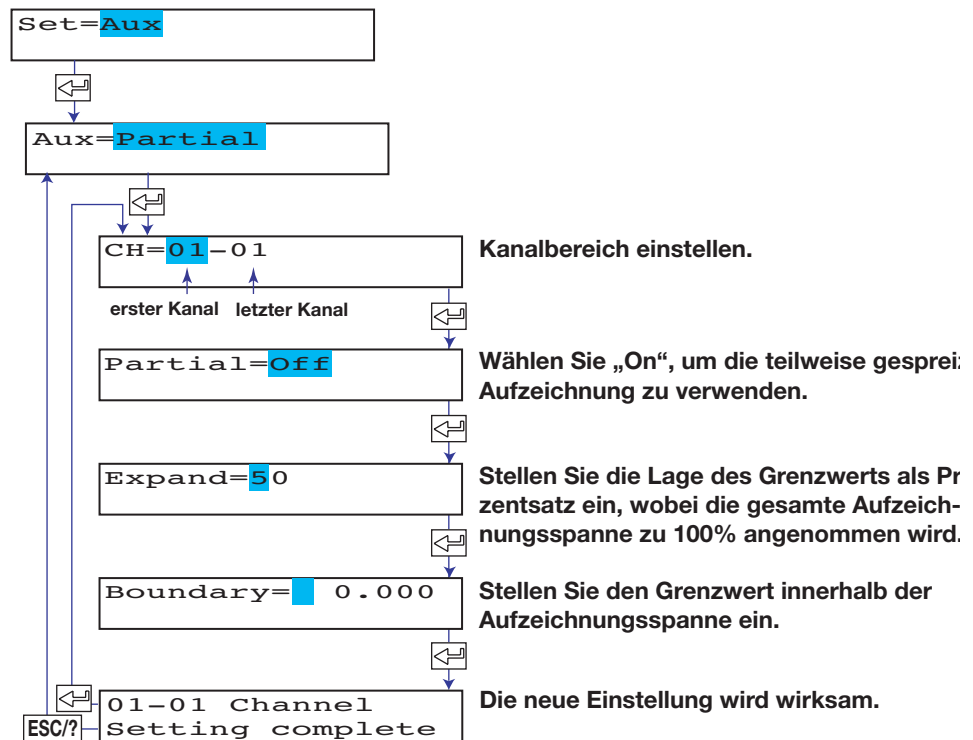 Set=Aux
Aux=Partial
CH=01-01
Kanalbereich einstellen.
erster Kanal letzter Kanal
Partial=Off
Wählen Sie „On“, um die teilweise gespreiz
Aufzeichnung zu verwenden.
Expand=50
Stellen Sie die Lage des Grenzwerts als Pr
zentsatz ein, wobei die gesamte Aufzeich-
nungsspanne zu 100% angenommen wird.
Boundary= 0.000
Stellen Sie den Grenzwert innerhalb der
Aufzeichnungsspanne ein.
01-01 Channel
Setting complete
Die neue Einstellung wird wirksam.
ESC/?